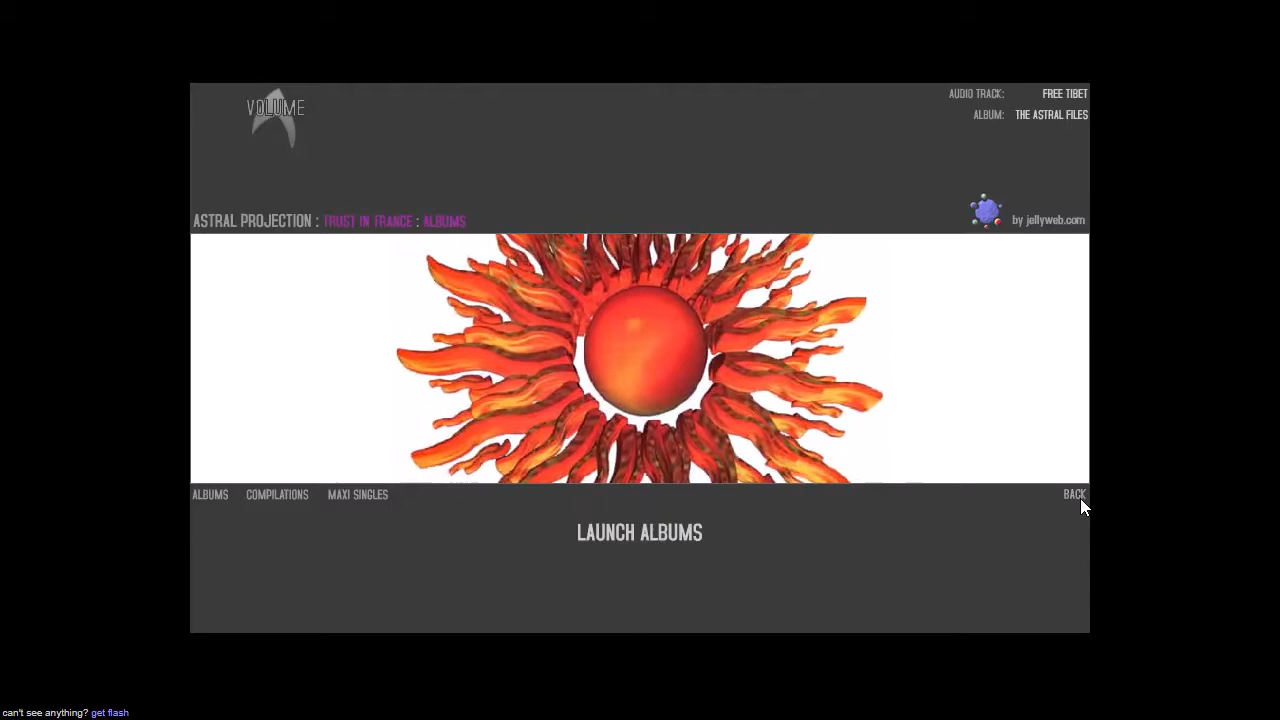 VOLUME
AUDIO TRACK: FREE TIBET
ALBUM: THE ASTRAL FILES
ASTRAL PROJECTION : TRUST IN TRANCE : ALBUMS
by jellyweb.com
ALBUMS COMPILATIONS MAXI SINGLES BACK
LAUNCH ALBUMS
can't see anything? get flash